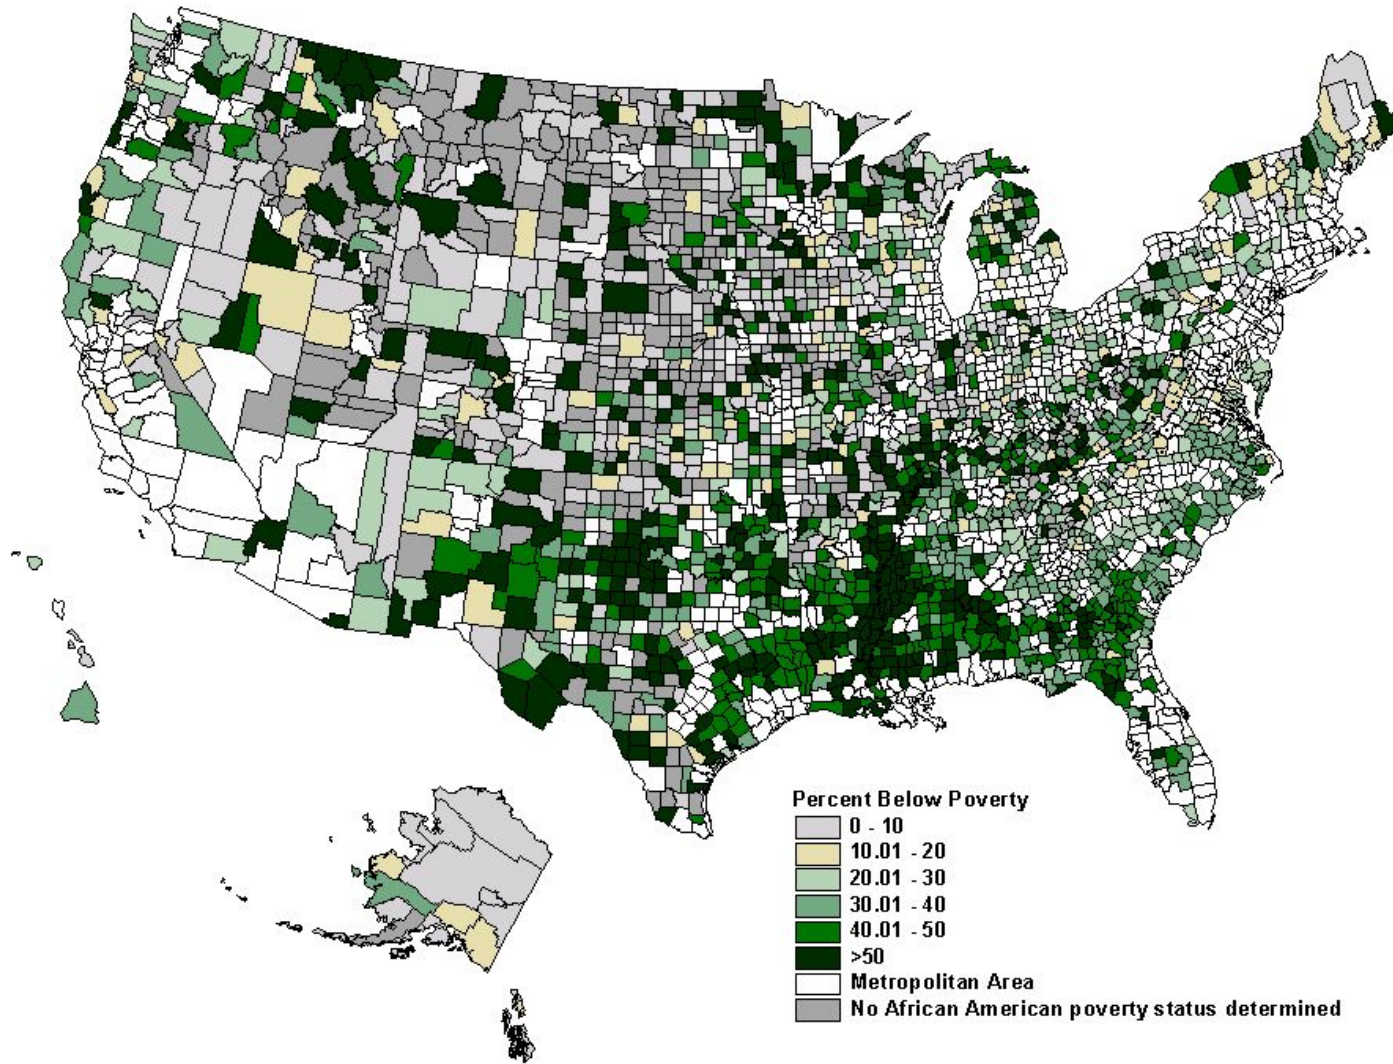 Percent Below Poverty
0 - 10
10.01 - 20
20.01 - 30
30.01 - 40
40.01 - 50
>50
Metropolitan Area
No African American poverty status determined